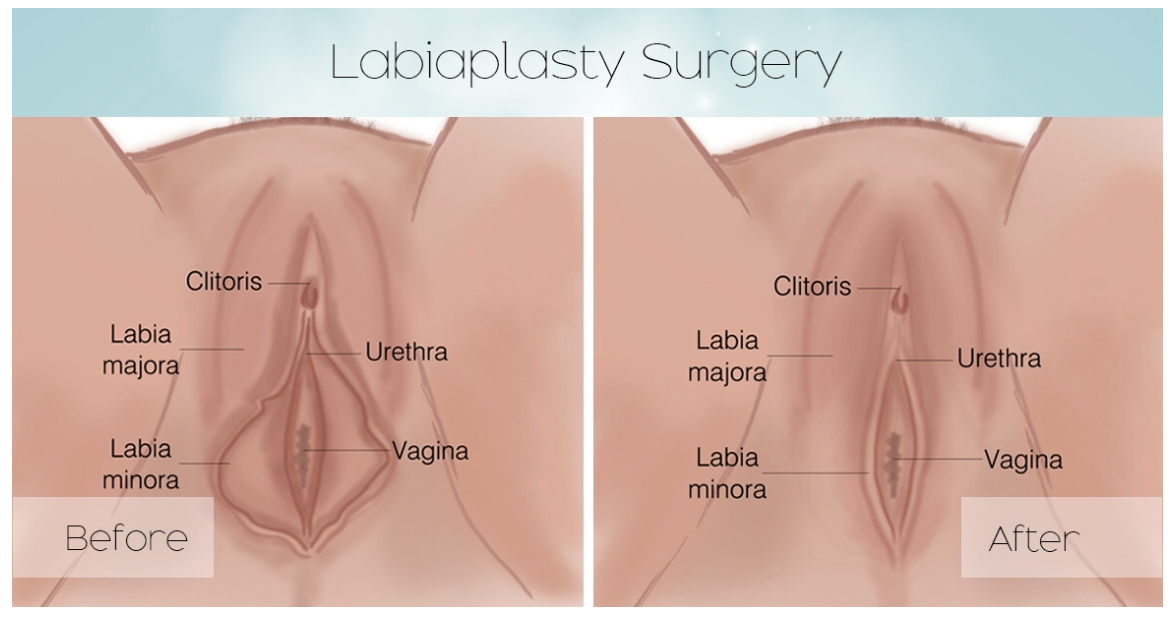 Labiaplasty Surgery
Clitoris
Labia
majora
Urethra
Labia
minora
Vagina
Before
Clitoris
Labia
majora
Urethra
Labia
minora
Vagina
After